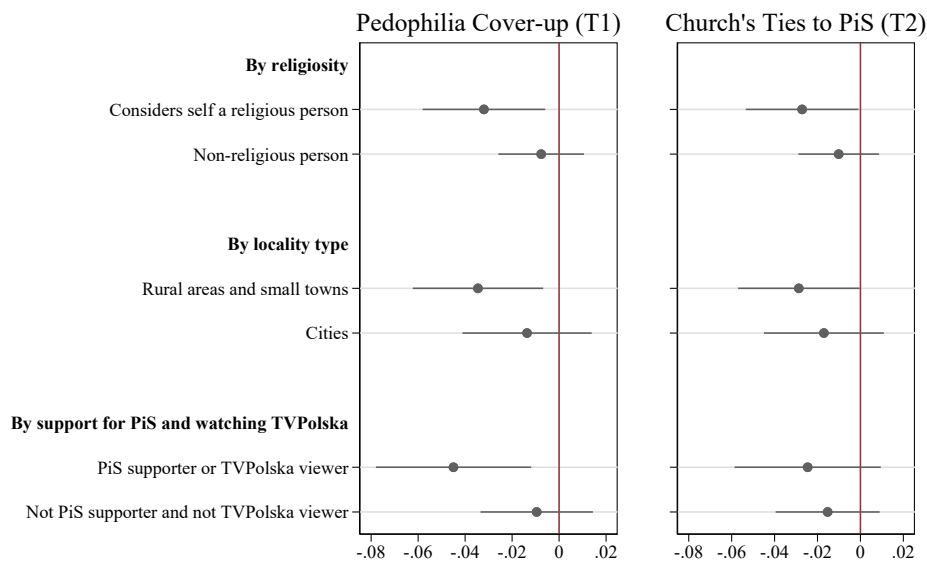 Pedophilia Cover-up (T1)
Church's Ties to PiS (T2)
By religiosity
Considers self a religious person
Non-religious person
By locality type
Rural areas and small towns
Cities
By support for PiS and watching TVPolska
PiS supporter or TVPolska viewer
Not PiS supporter and not TVPolska viewer
-.08 -.06 -.04 -.02 0 .02
-.08 -.06 -.04 -.02 0 .02